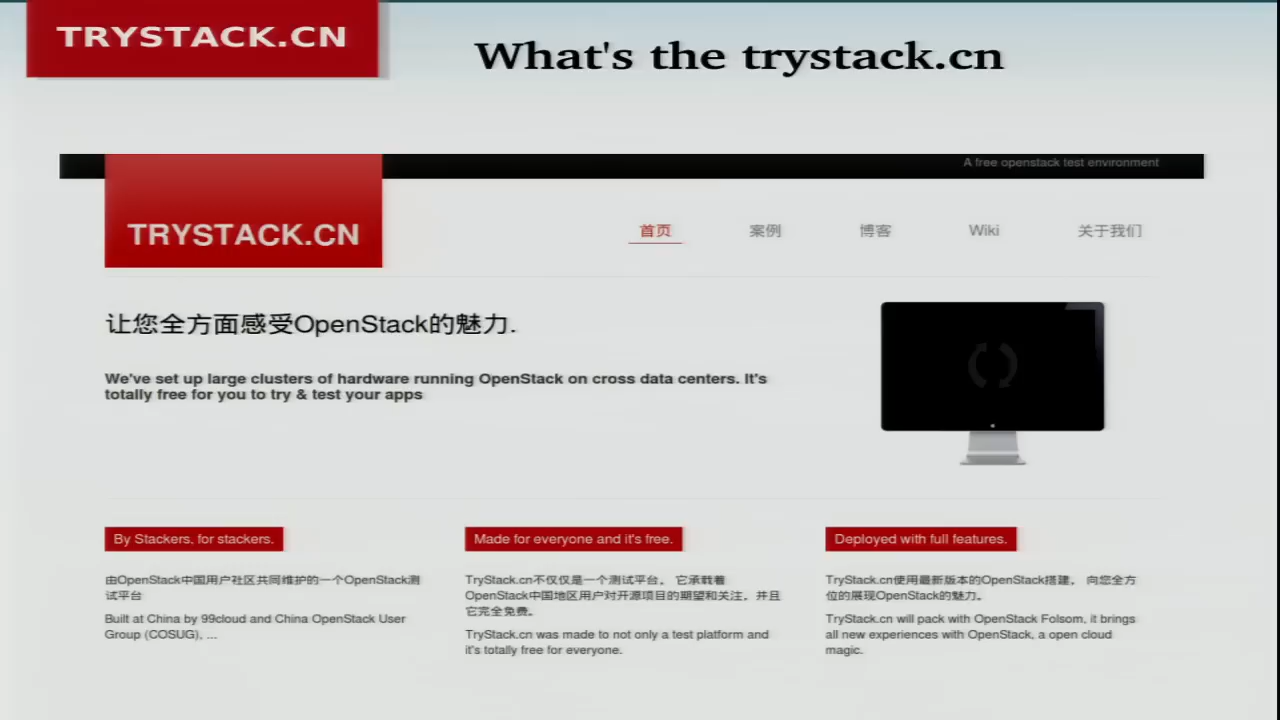 TRYSTACK.CN
What's the trystack.cn
A free openstack test environment
TRYSTACK.CN
首页 案例 博客 Wiki 关于我们
让您全方面感受OpenStack的魅力.
We've set up large clusters of hardware running OpenStack on cross data centers. It's
totally free for you to try & test your apps
By Stackers, for stackers.
由OpenStack中国用户社区共同维护的一个OpenStack测
试平台
Built at China by 99cloud and China OpenStack User
Group (COSUG), ...
Made for everyone and it's free.
TryStack.cn不仅仅是一个测试平台。 它承载着
OpenStack中国地区用户对开源项目的期望和关注。并且
它完全免费。
TryStack.cn was made to not only a test platform and
it's totally free for everyone.
Deployed with full features.
TryStack.cn使用最新版本的OpenStack搭建。 向您全方
位的展现OpenStack的魅力。
TryStack.cn will pack with OpenStack Folsom, it brings
all new experiences with OpenStack, a open cloud
magic.